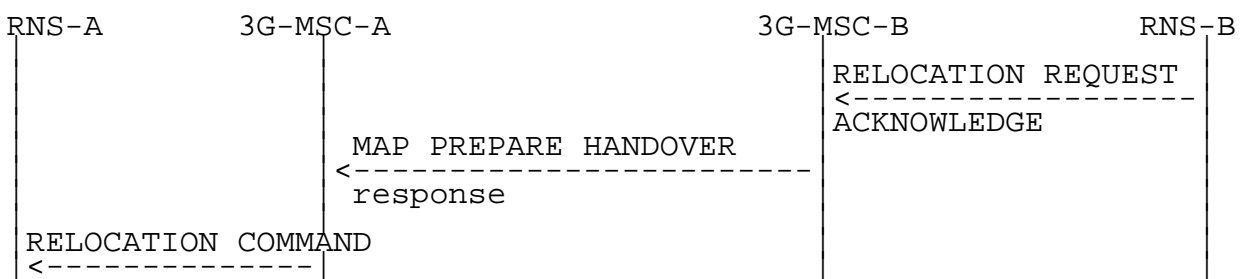 RNS-A 3G-MSC-A 3G-MSC-B RNS-B
RELOCATION REQUEST
ACKNOWLEDGE
MAP PREPARE HANDOVER
response
RELOCATION COMMAND